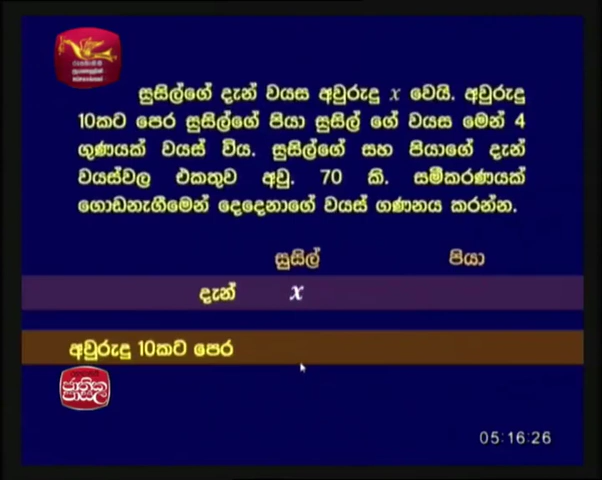 සුසිල්ගේ දැන් වයස අවුරුදු x වෙයි. අවුරුදු
10කට පෙර සුසිල්ගේ පියා සුසිල් ගේ වයස මෙන් 4
ගුණයක් වයස් විය. සුසිල්ගේ සහ පියාගේ දැන්
වයස්වල එකතුව අවු. 70 කි. සමීකරණයක්
ගොඩනැගීමෙන් දෙදෙනාගේ වයස් ගණනය කරන්න.
සුසිල් පියා
දැන් x
අවුරුදු 10කට පෙර
ජාතික
පාසල
05:16:26